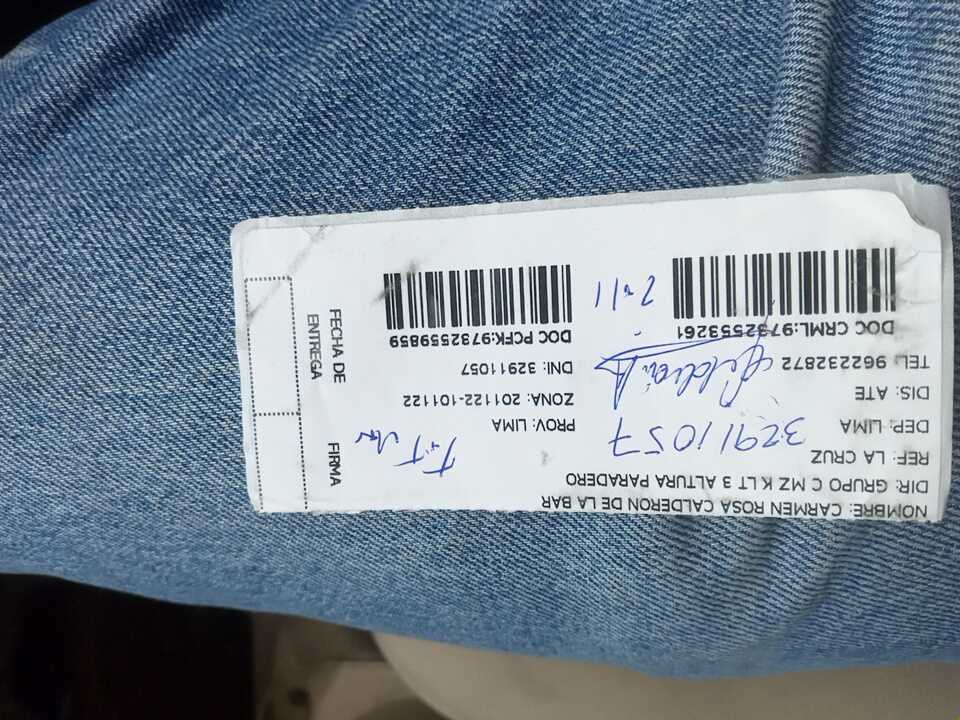 NOMBRE: CARMEN ROSA CALDERON DE LA BAR
DIR: GRUPO C MZ K LT 3 ALTURA PARADERO
REF: LA CRUZ
DEP: LIMA
PROV: LIMA
DIS: ATE
ZONA: 201122-101122
TEL: 962232872
DNI: 32911057
DOC CRML:97332553261
DOC PCFK:9732559859
32911057
FIRMA
FECHA DE
ENTREGA